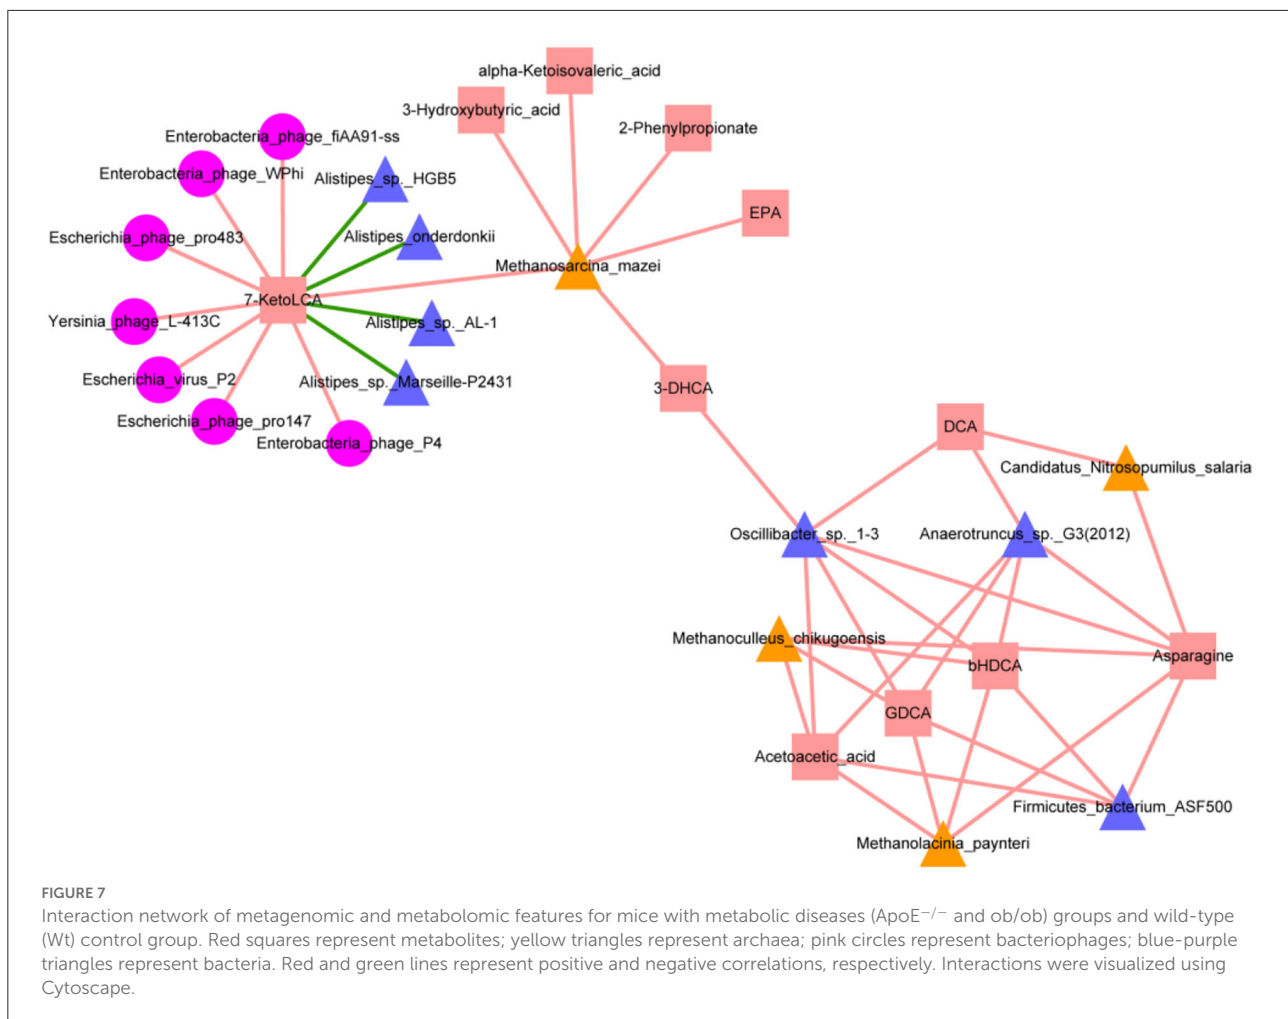 alpha-Ketoisovaleric_acid
3-Hydroxybutyric_acid
2-Phenylpropionate
Enterobacteria_phage_fiAA91-ss
Enterobacteria_phage_WPhi
Alistipes_sp._HGB5
EPA
Escherichia_phage_pro483
Alistipes_onderdonkii
Methanosarcina_mazei
7-KetoLCA
Yersinia_phage_L-413C
Alistipes_sp._AL-1
Escherichia_virus_P2
Alistipes_sp._Marseille-P2431
3-DHCA
Escherichia_phage_pro147
Enterobacteria_phage_P4
DCA
Candidatus_Nitrosopumilus_salaria
Oscillibacter_sp._1-3
Anaerotruncus_sp._G3(2012)
Methanoculleus_chikugoensis
bHDCA
Asparagine
GDCA
Acetoacetic_acid
Firmicutes_bacterium_ASF500
Methanolacinia_paynteri
FIGURE 7
Interaction network of metagenomic and metabolomic features for mice with metabolic diseases (ApoE−/− and ob/ob) groups and wild-type
(Wt) control group. Red squares represent metabolites; yellow triangles represent archaea; pink circles represent bacteriophages; blue-purple
triangles represent bacteria. Red and green lines represent positive and negative correlations, respectively. Interactions were visualized using
Cytoscape.